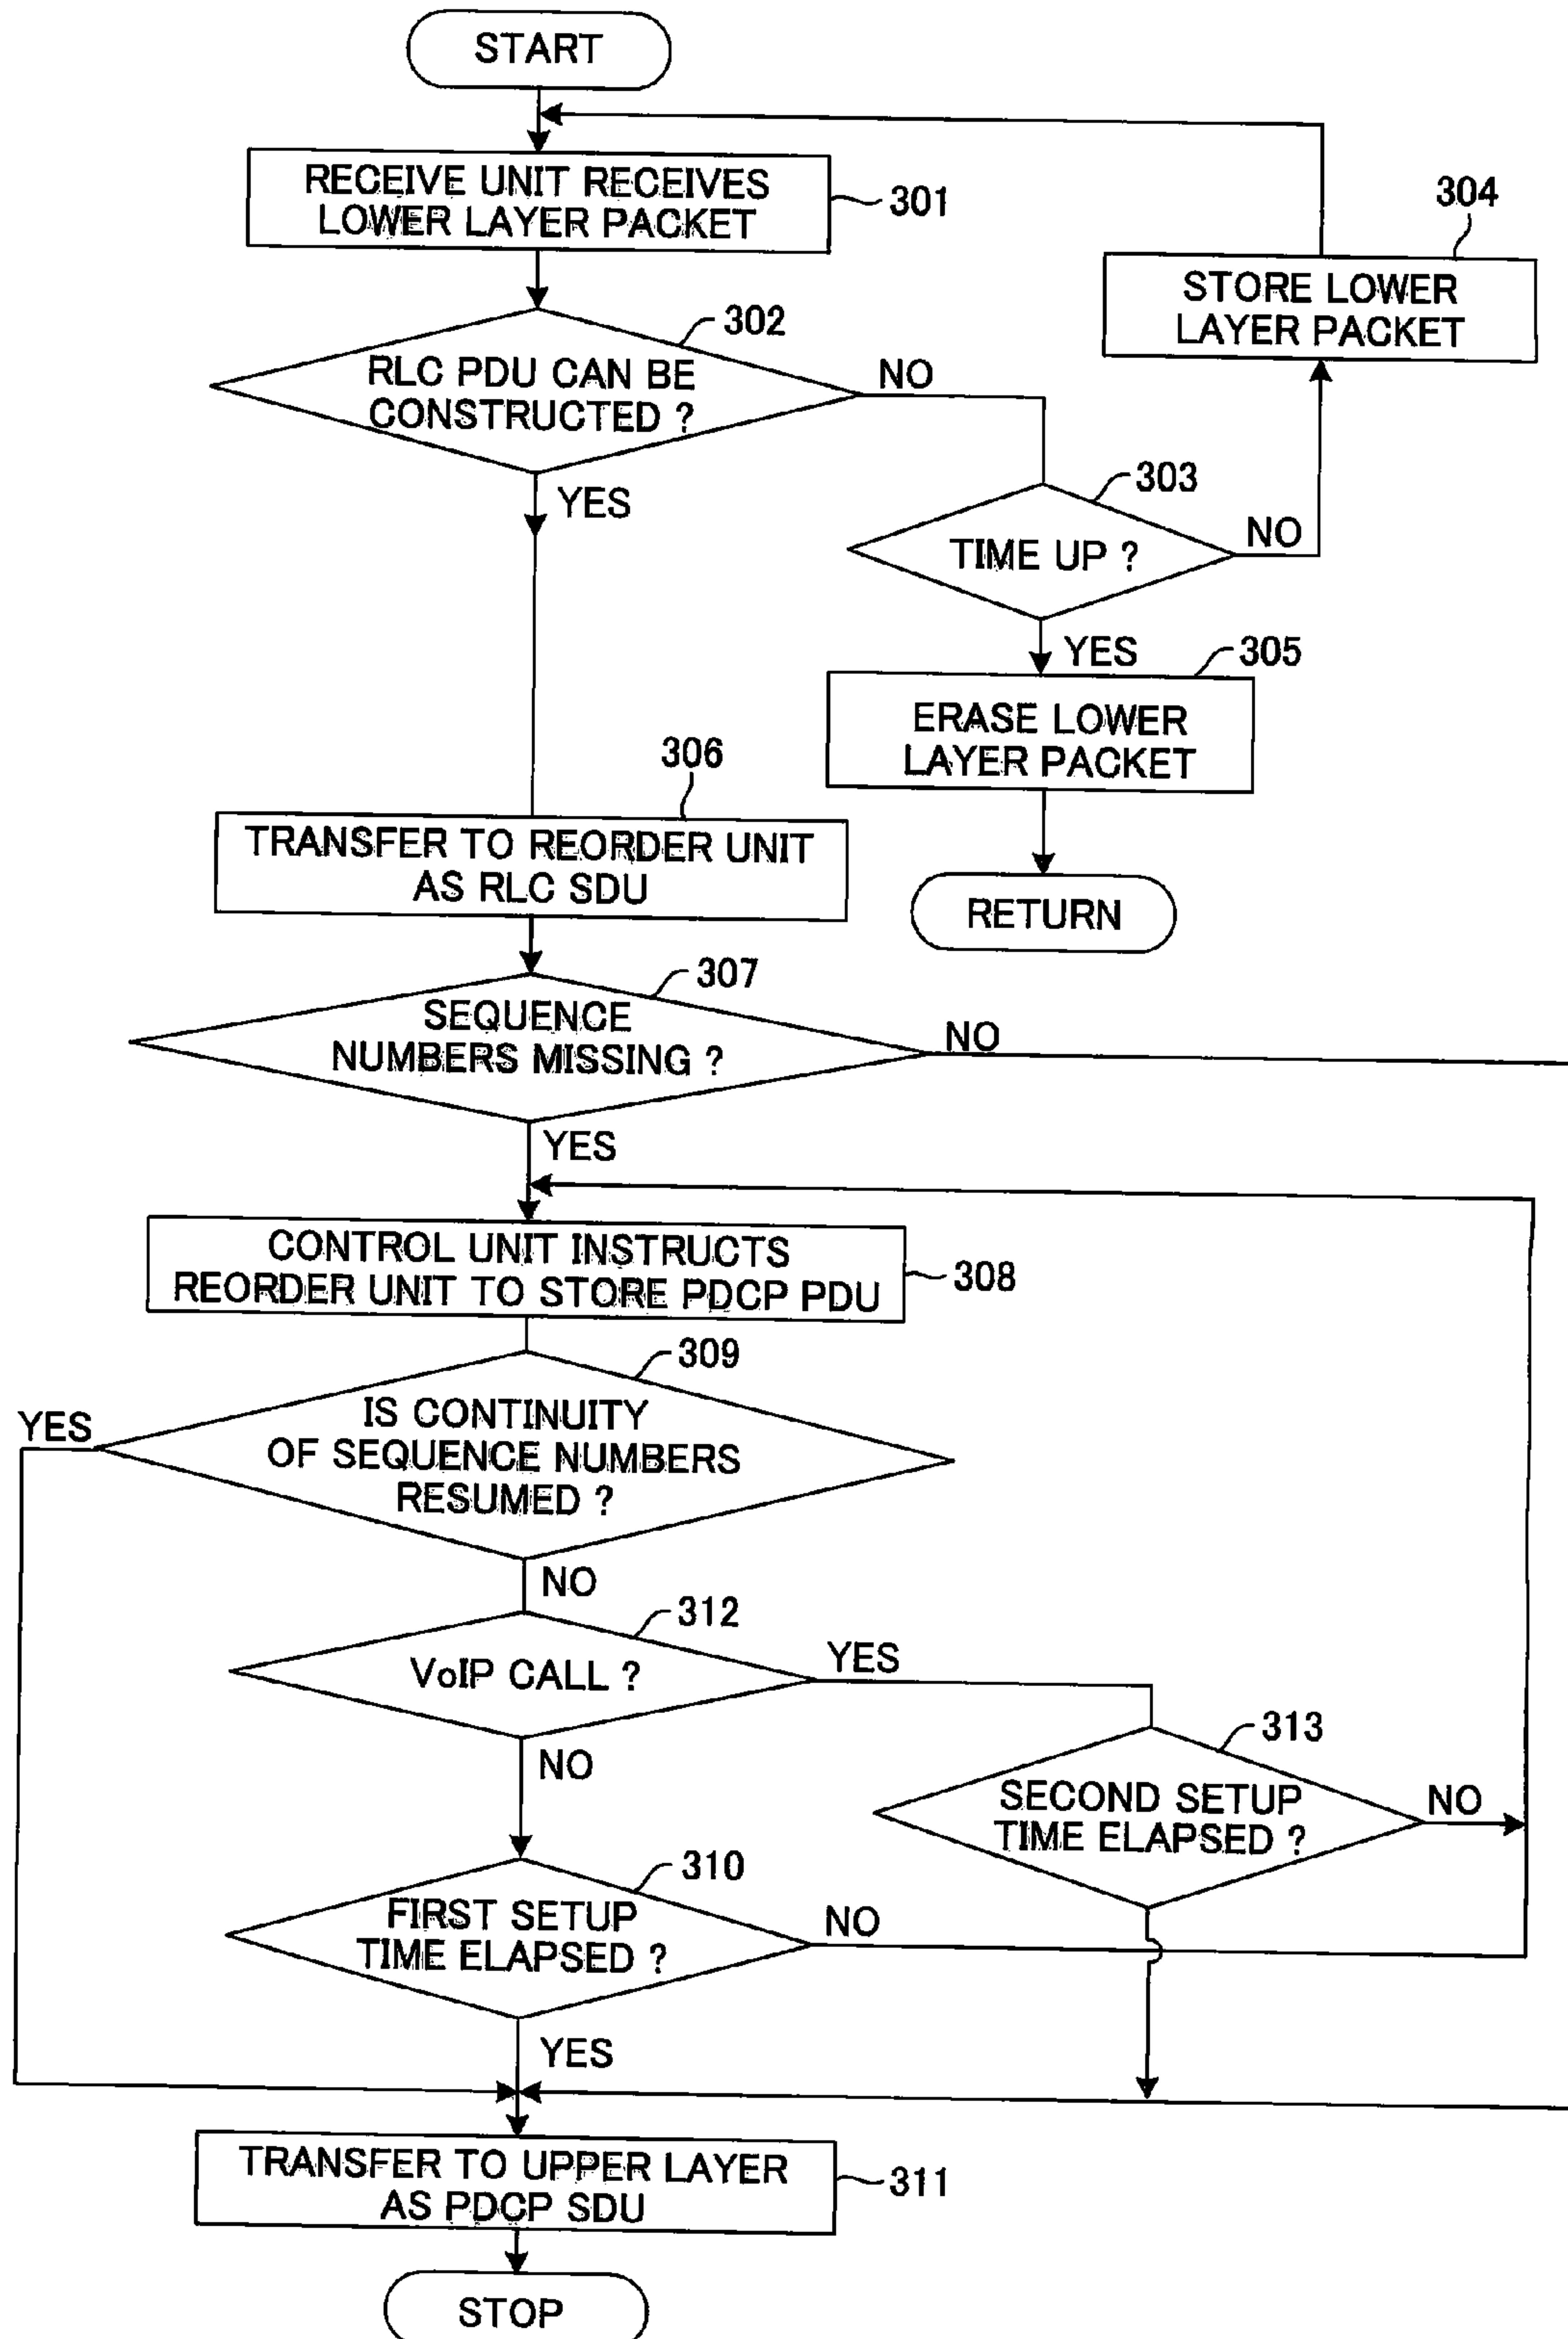 START
RECEIVE UNIT RECEIVES
LOWER LAYER PACKET
301
304
STORE LOWER
LAYER PACKET
302
RLC PDU CAN BE
CONSTRUCTED ?
NO
YES
303
TIME UP ?
NO
YES
305
ERASE LOWER
LAYER PACKET
RETURN
306
TRANSFER TO REORDER UNIT
AS RLC SDU
307
SEQUENCE
NUMBERS MISSING ?
NO
YES
CONTROL UNIT INSTRUCTS
REORDER UNIT TO STORE PDCP PDU
308
309
IS CONTINUITY
OF SEQUENCE NUMBERS
RESUMED ?
YES
NO
312
VoIP CALL ?
YES
NO
313
SECOND SETUP
TIME ELAPSED ?
NO
310
FIRST SETUP
TIME ELAPSED ?
NO
YES
TRANSFER TO UPPER LAYER
AS PDCP SDU
311
STOP